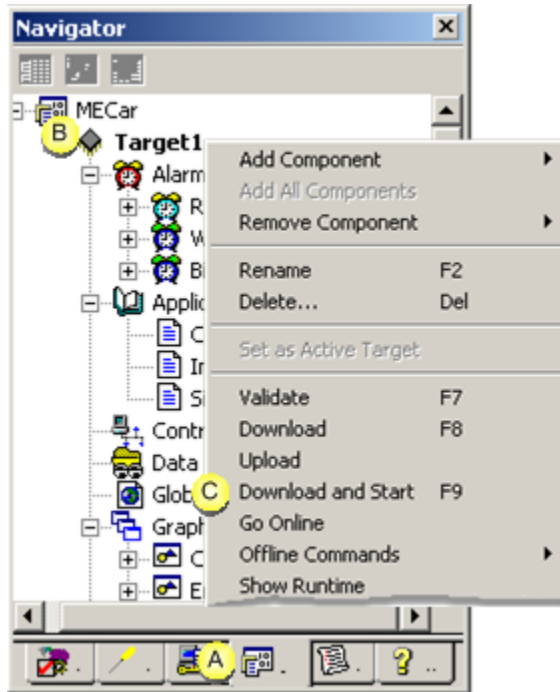 Navigator
MECar
B
Target1
Alarm
Add Component
Add All Components
Remove Component
Rename F2
Delete... Del
Set as Active Target
Validate F7
Download F8
Upload
C Download and Start F9
Go Online
Offline Commands
Show Runtime
R
W
Bi
Applic
C
In
Si
Contr
Data
Glob
Graph
C
E
A